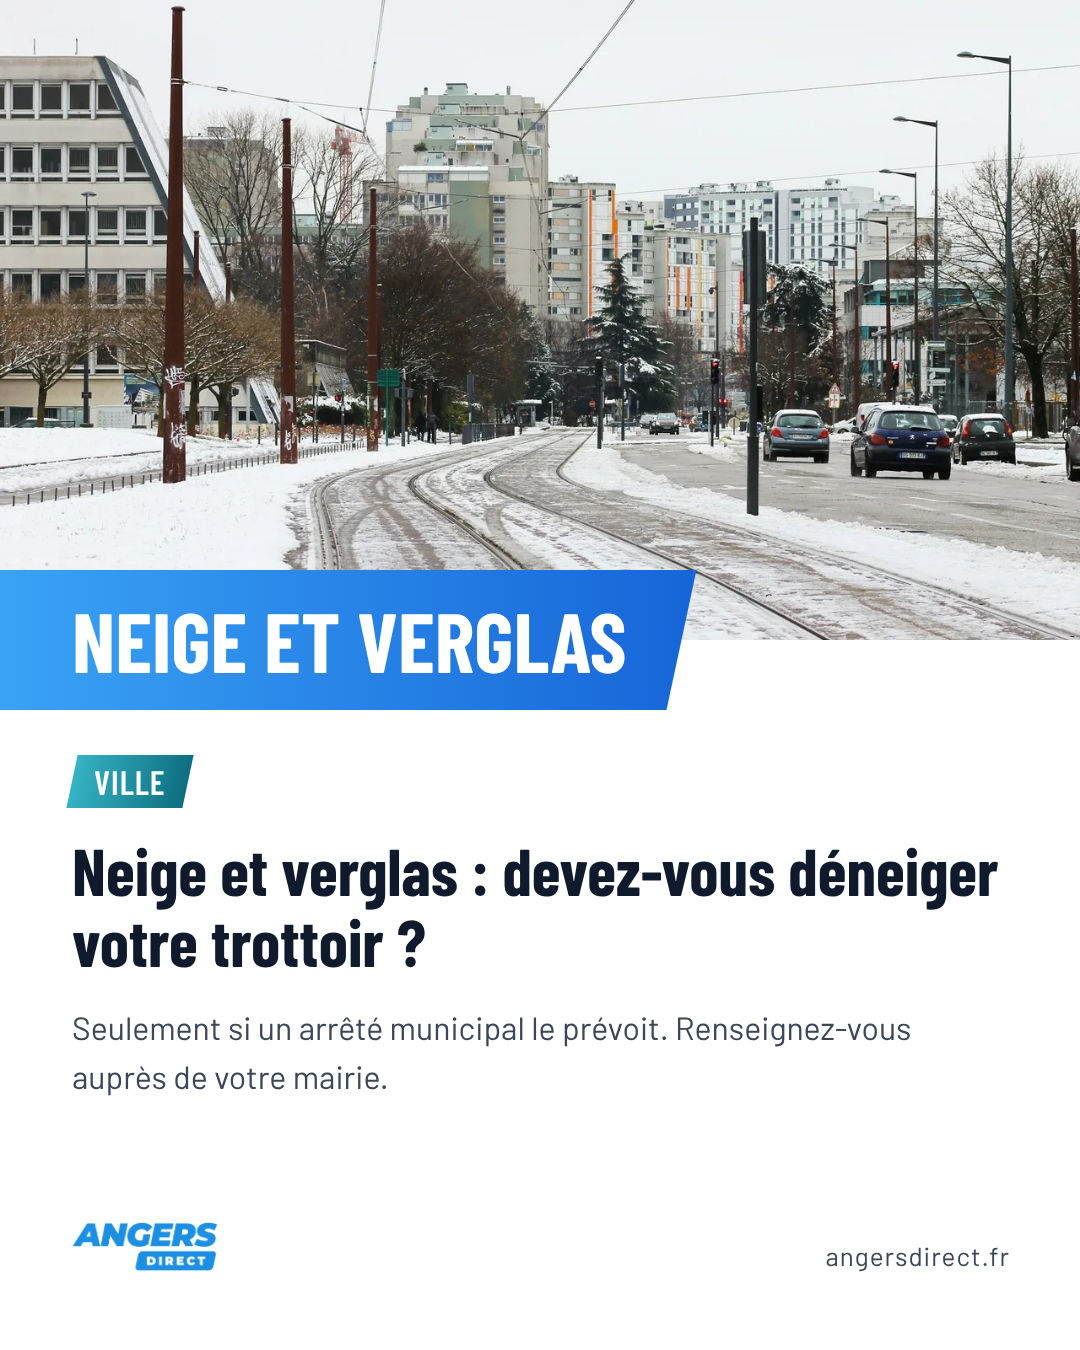 NEIGE ET VERGLAS
VILLE
Neige et verglas : devez-vous déneiger
votre trottoir ?
Seulement si un arrêté municipal le prévoit. Renseignez-vous
auprès de votre mairie.
ANGERS
DIRECT
angersdirect.fr